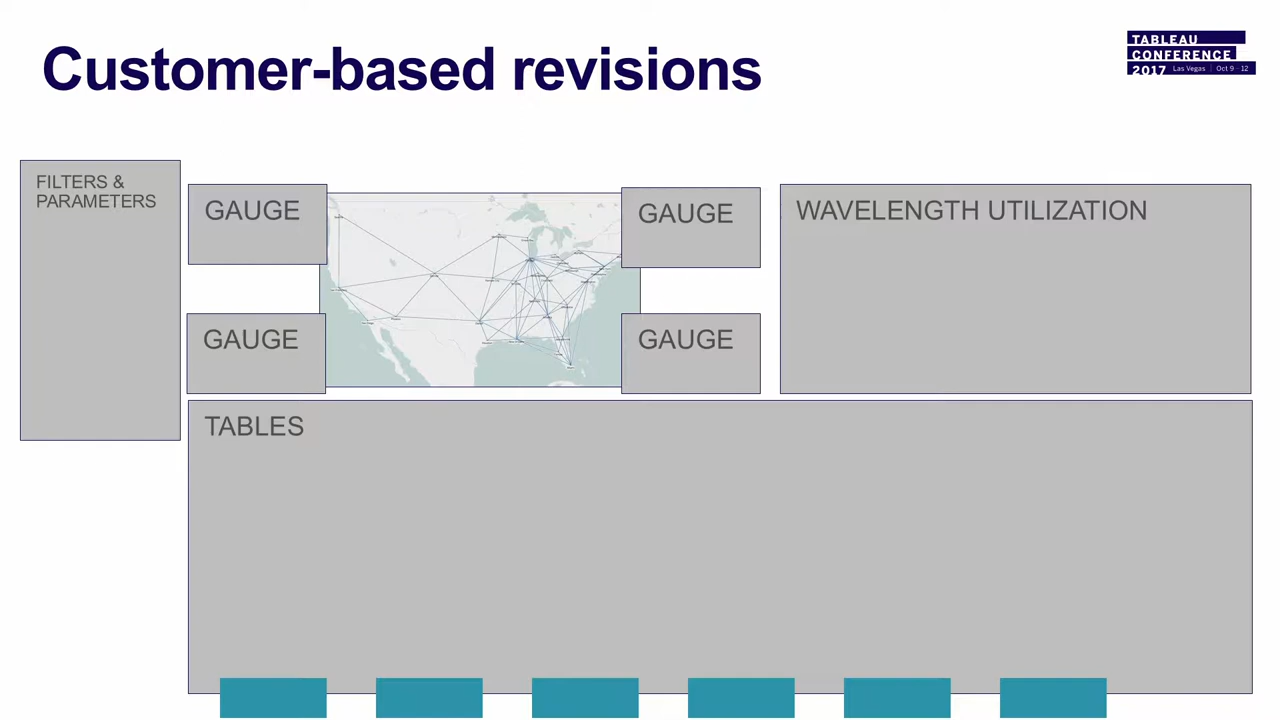 Customer-based revisions
TABLEAU
CONFERENCE
2017 Las Vegas | Oct 9 - 12
FILTERS &
PARAMETERS
GAUGE
GAUGE
WAVELENGTH UTILIZATION
GAUGE
GAUGE
TABLES